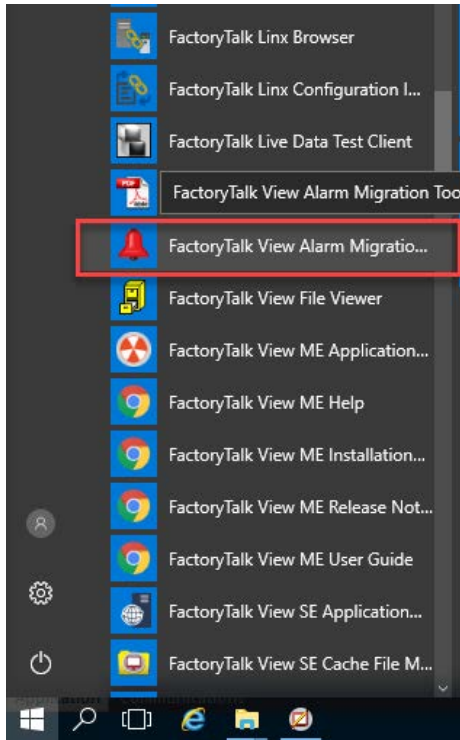 FactoryTalk Linx Browser
FactoryTalk Linx Configuration I...
FactoryTalk Live Data Test Client
PDF
FactoryTalk View Alarm Migration Too
FactoryTalk View Alarm Migratio...
FactoryTalk View File Viewer
FactoryTalk View ME Application...
FactoryTalk View ME Help
FactoryTalk View ME Installation...
FactoryTalk View ME Release Not...
FactoryTalk View ME User Guide
FactoryTalk View SE Application...
FactoryTalk View SE Cache File M...